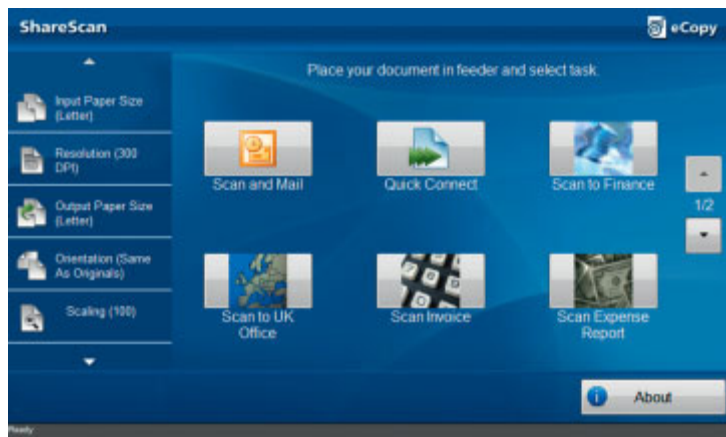 ShareScan
eCopy
Place your document in feeder and select task.
Input Paper Size
(Letter)
Resolution (300
DPI)
Output Paper Size
(Letter)
Orientation (Same
As Originals)
Scaling (100)
Scan and Mail
Quick Connect
Scan to Finance
1/2
Scan to UK
Office
Scan Invoice
Scan Expense
Report
About
Ready